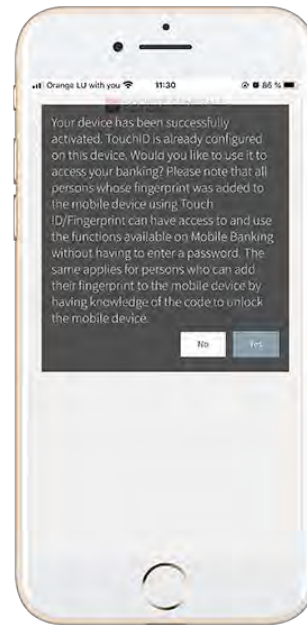 Orange LU with you 11:30 86 %
Your device has been successfully
activated. TouchID is already configured
on this device. Would you like to use it to
access your banking? Please note that all
persons whose fingerprint was added to
the mobile device using Touch
ID/Fingerprint can have access to and use
the functions available on Mobile Banking
without having to enter a password. The
same applies for persons who can add
their fingerprint to the mobile device by
having knowledge of the code to unlock
the mobile device.
No Yes